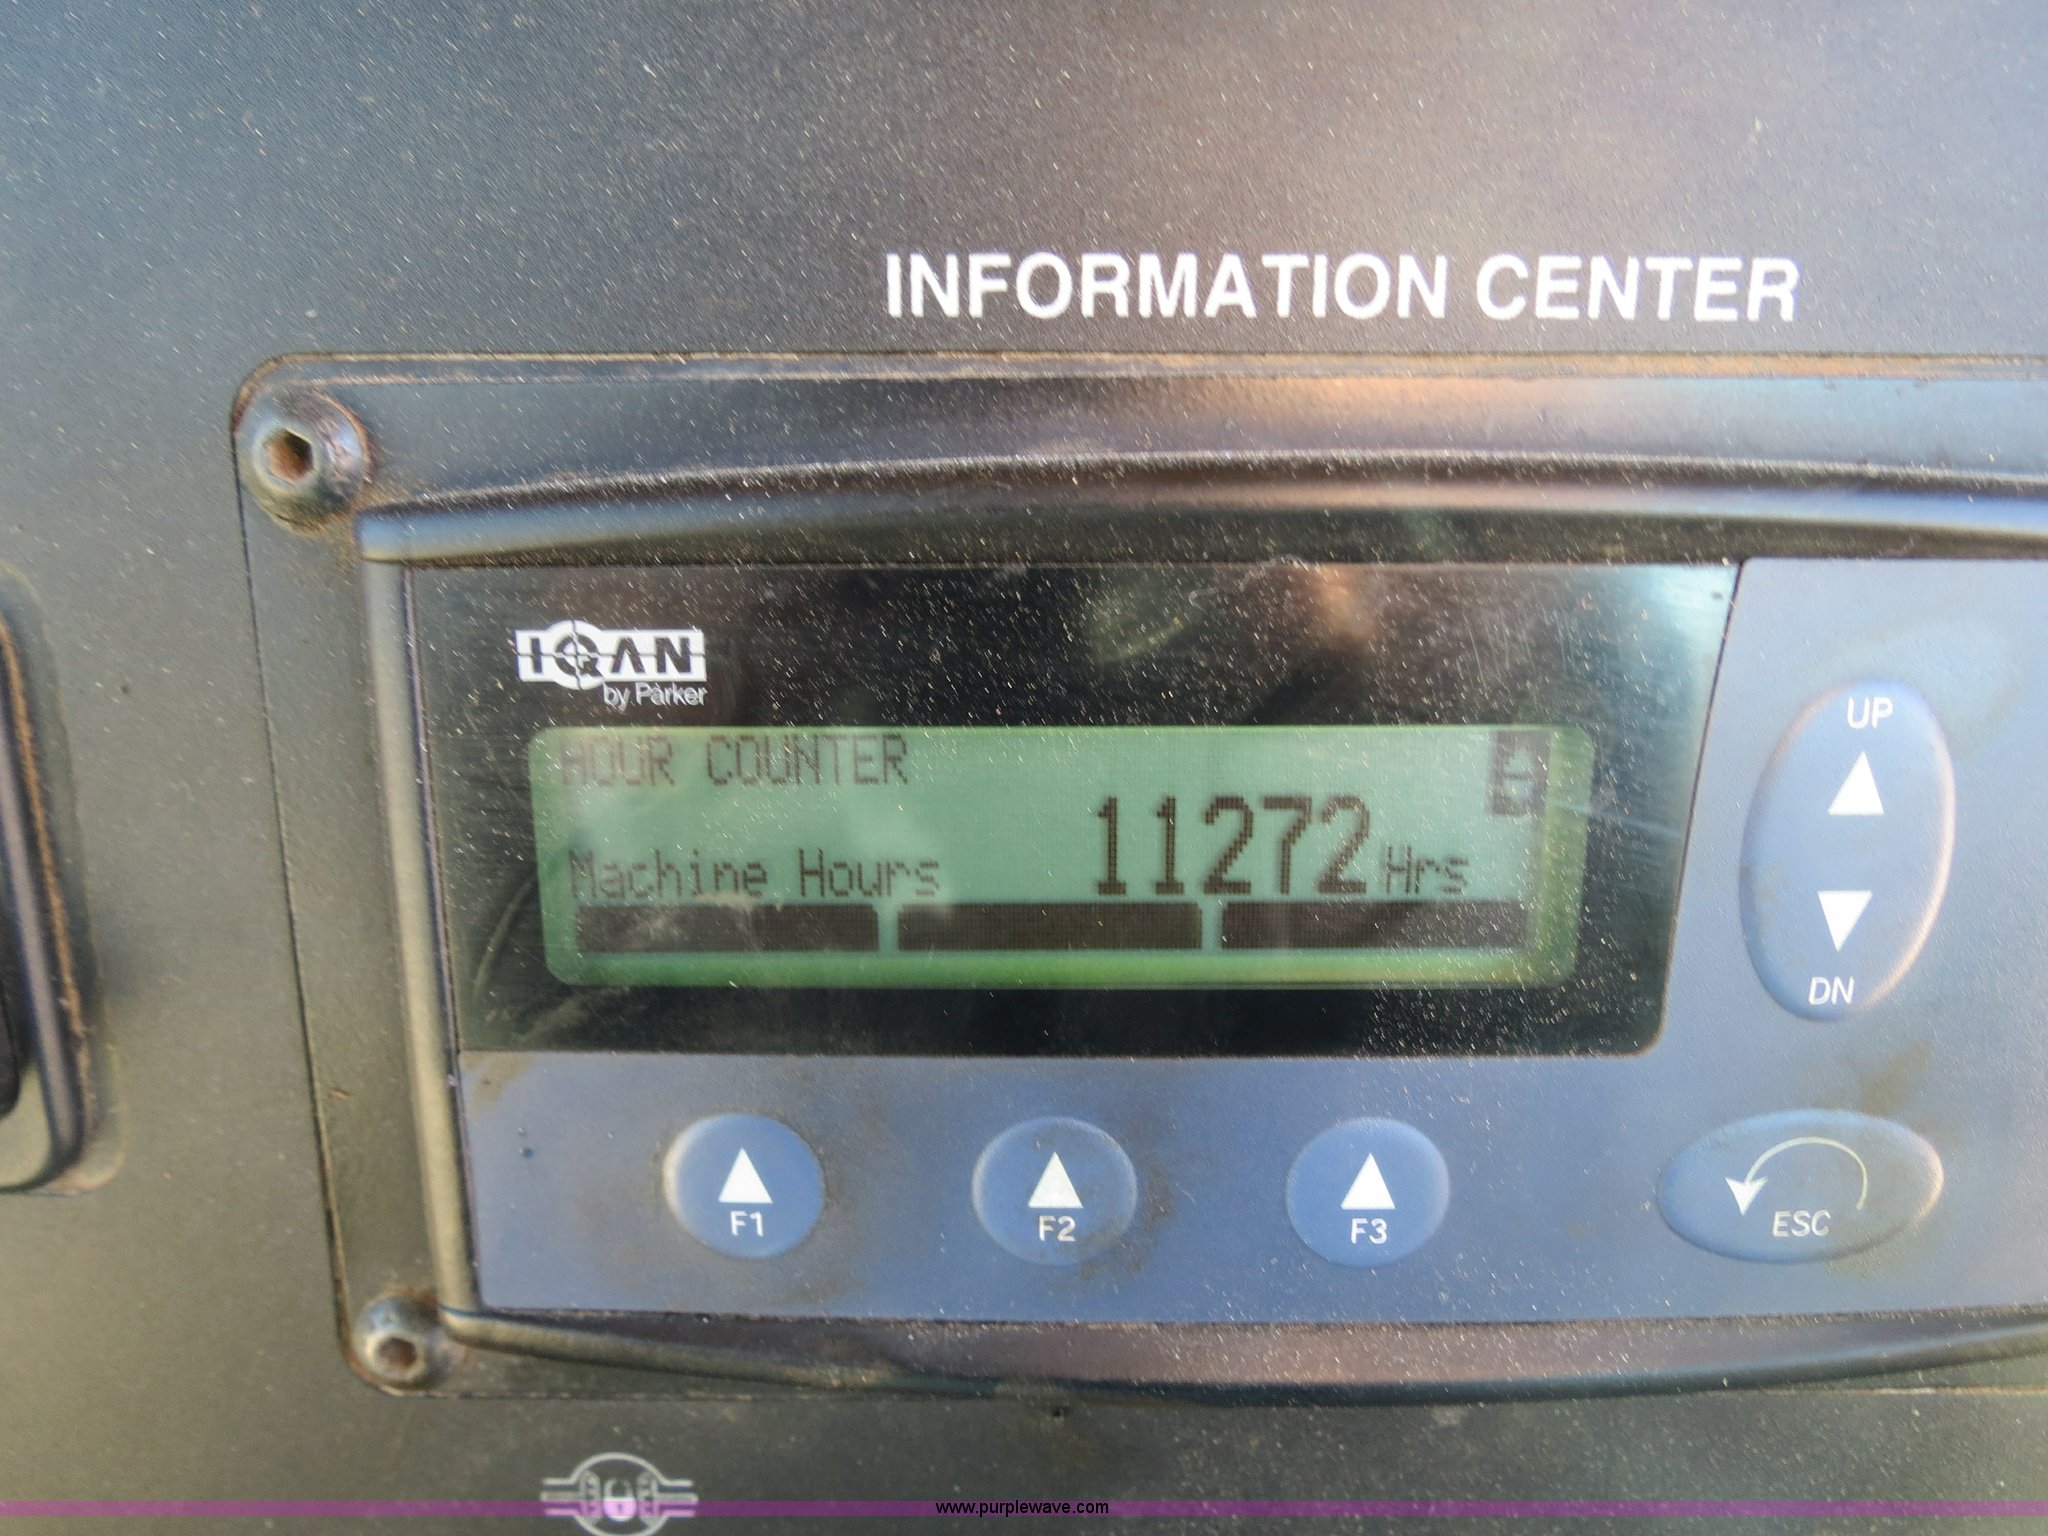 INFORMATION CENTER
IQAN
by Parker
HOUR COUNTER
Machine Hours 11272 Hrs
UP
DN
F1 F2 F3 ESC
www.purplewave.com